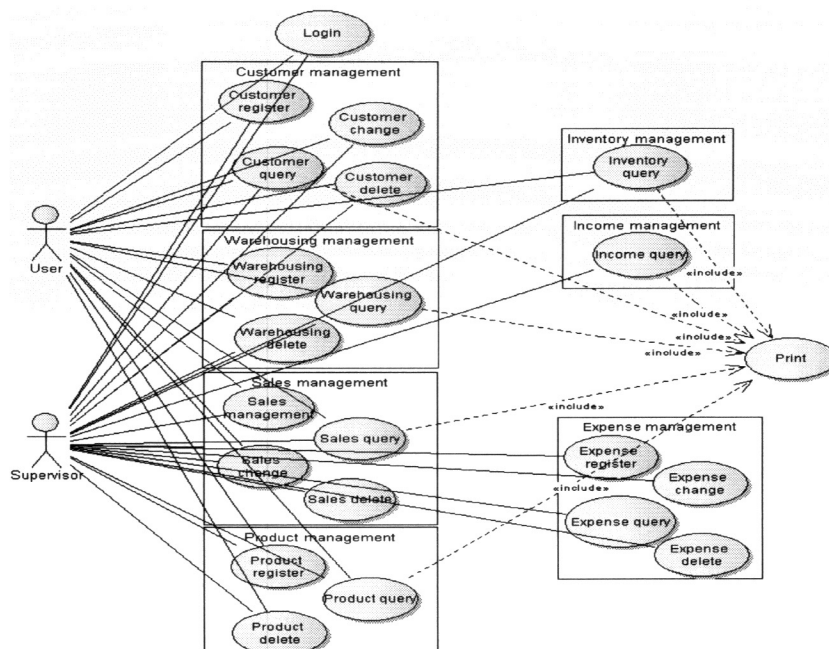 Login
Customer management
Customer
register
Customer
change
Customer
query
Customer
delete
Inventory management
Inventory
query
Income management
Income query
User
Warehousing management
Warehousing
register
Warehousing
query
Warehousing
delete
«include»
«include»
«include»
Print
Sales management
Sales
management
Sales query
Sales
change
Sales delete
«include»
Supervisor
Expense management
Expense
register
Expense
change
«include»
Expense query
Expense
delete
Product management
Product
register
Product query
Product
delete